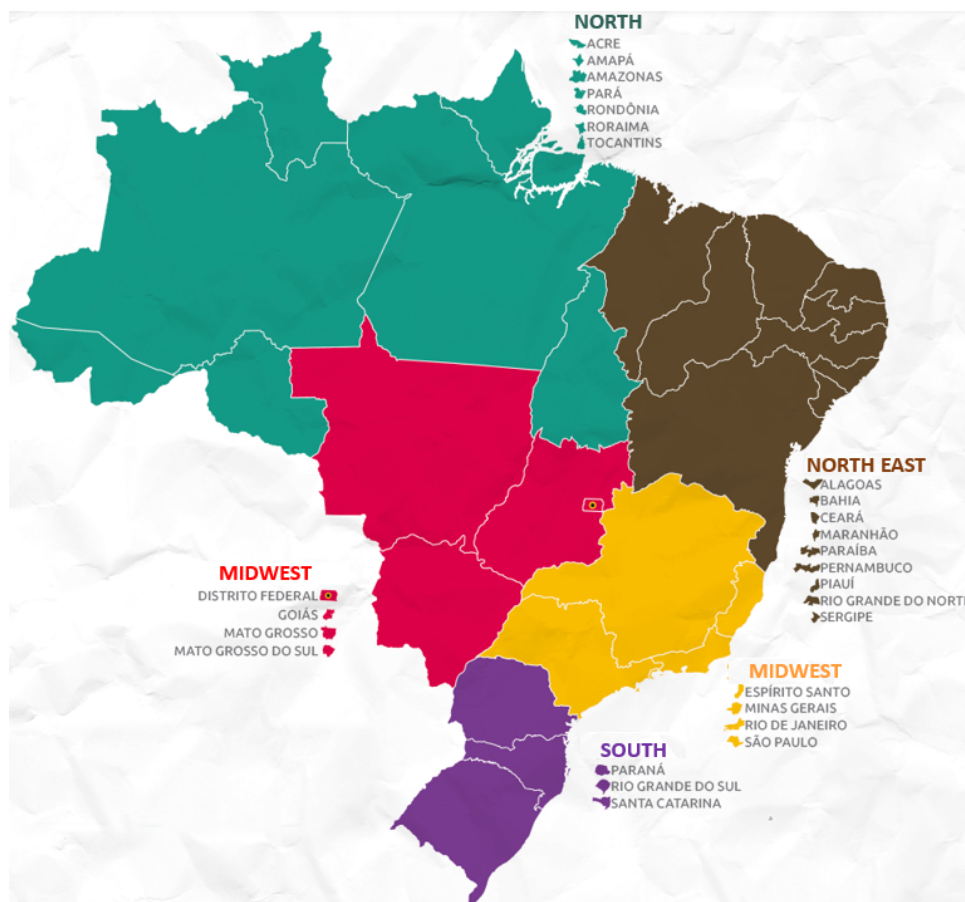 NORTH
ACRE
AMAPÁ
AMAZONAS
PARÁ
RONDÔNIA
RORAIMA
TOCANTINS
NORTH EAST
ALAGOAS
BAHIA
CEARÁ
MARANHÃO
PARAÍBA
PERNAMBUCO
PIAUÍ
RIO GRANDE DO NORT
SERGIPE
MIDWEST
DISTRITO FEDERAL
GOIÁS
MATO GROSSO
MATO GROSSO DO SUL
MIDWEST
ESPÍRITO SANTO
MINAS GERAIS
RIO DE JANEIRO
SÃO PAULO
SOUTH
PARANÁ
RIO GRANDE DO SUL
SANTA CATARINA